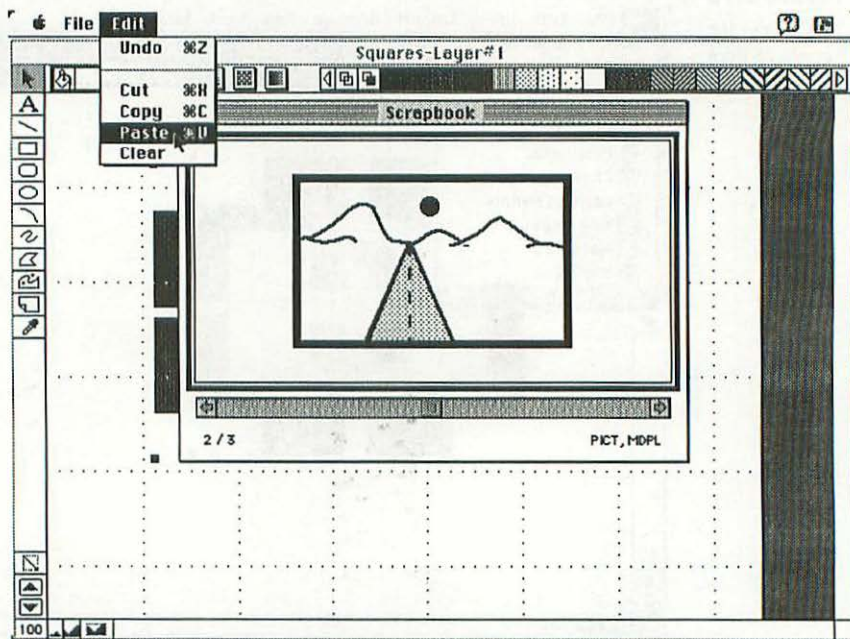 File Edit
Undo ⌘Z
Squares-Layer#1
Cut ⌘X
Copy ⌘C
Scrapbook
Paste ⌘V
Clear
A
2 / 3
PICT, MDPL
100